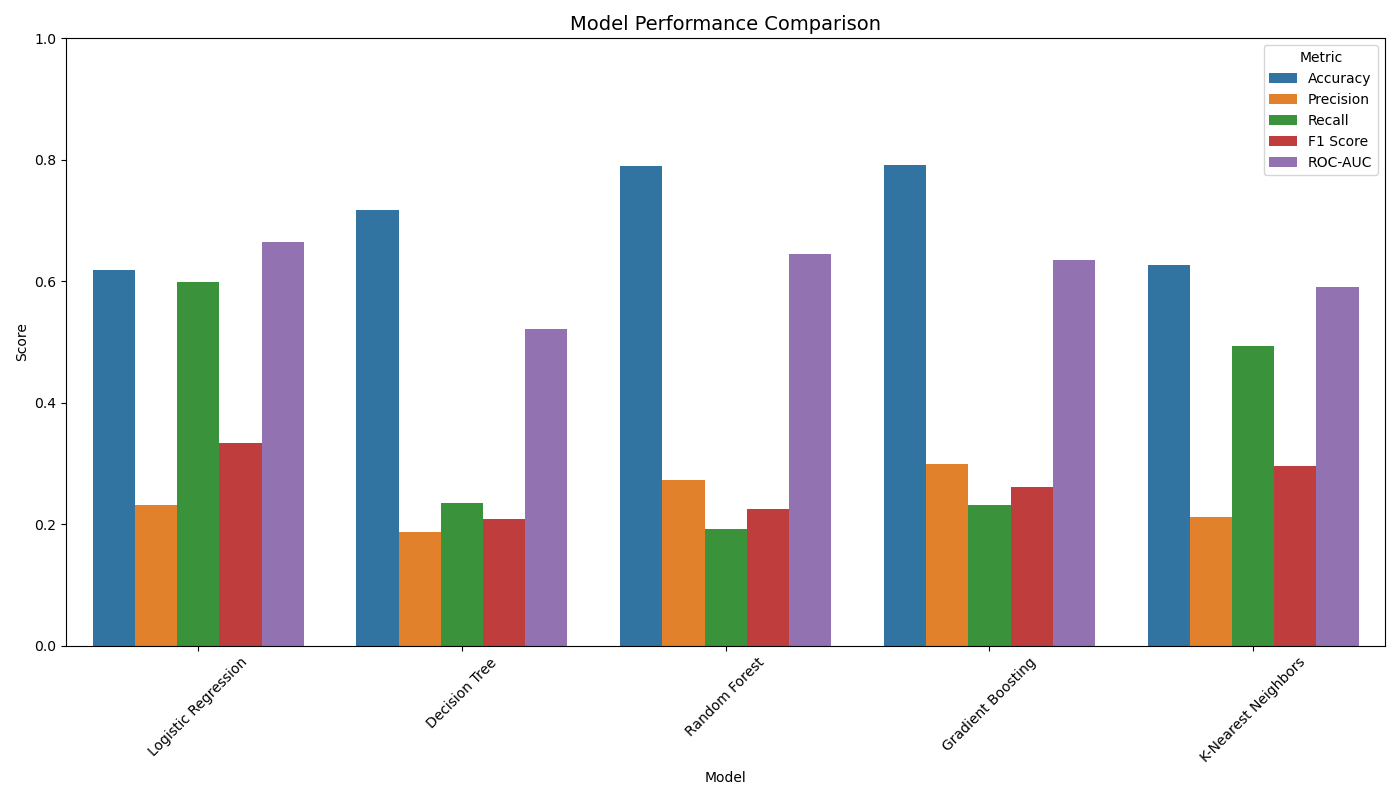 Model Performance Comparison
Metric
Accuracy
Precision
Recall
F1 Score
ROC-AUC
Score
1.0
0.8
0.6
0.4
0.2
0.0
Logistic Regression
Decision Tree
Random Forest
Gradient Boosting
K-Nearest Neighbors
Model